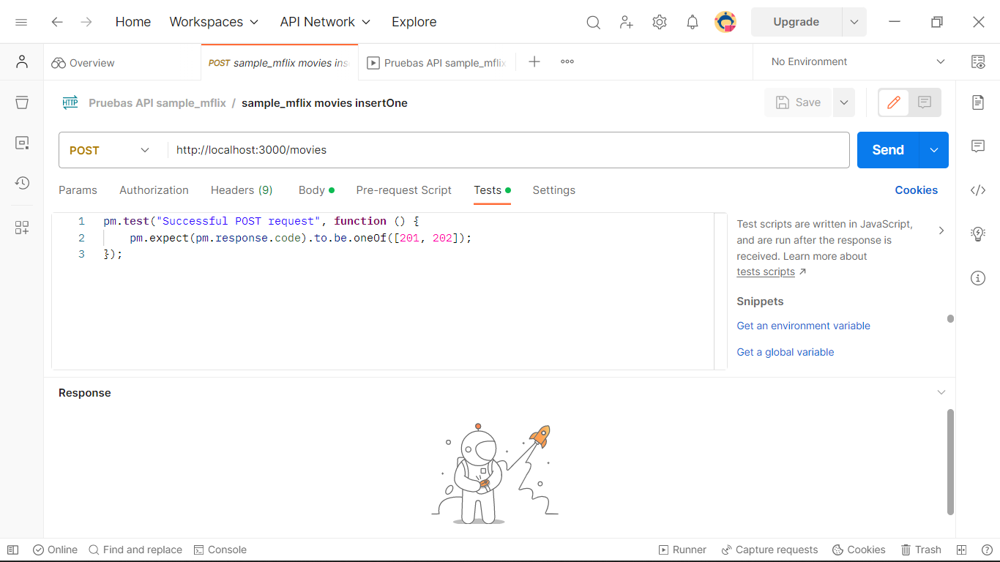 Home Workspaces API Network Explore Upgrade
Overview POST sample_mflix movies ins Pruebas API sample_mflix No Environment
HTTP Pruebas API sample_mflix / sample_mflix movies insertOne Save
POST http://localhost:3000/movies Send
Params Authorization Headers (9) Body Pre-request Script Tests Settings Cookies
1 pm.test("Successful POST request", function () {
2 pm.expect(pm.response.code).to.be.oneOf([201, 202]);
3 });
Test scripts are written in JavaScript,
and are run after the response is
received. Learn more about
tests scripts
Snippets
Get an environment variable
Get a global variable
Response
Online Find and replace Console Runner Capture requests Cookies Trash